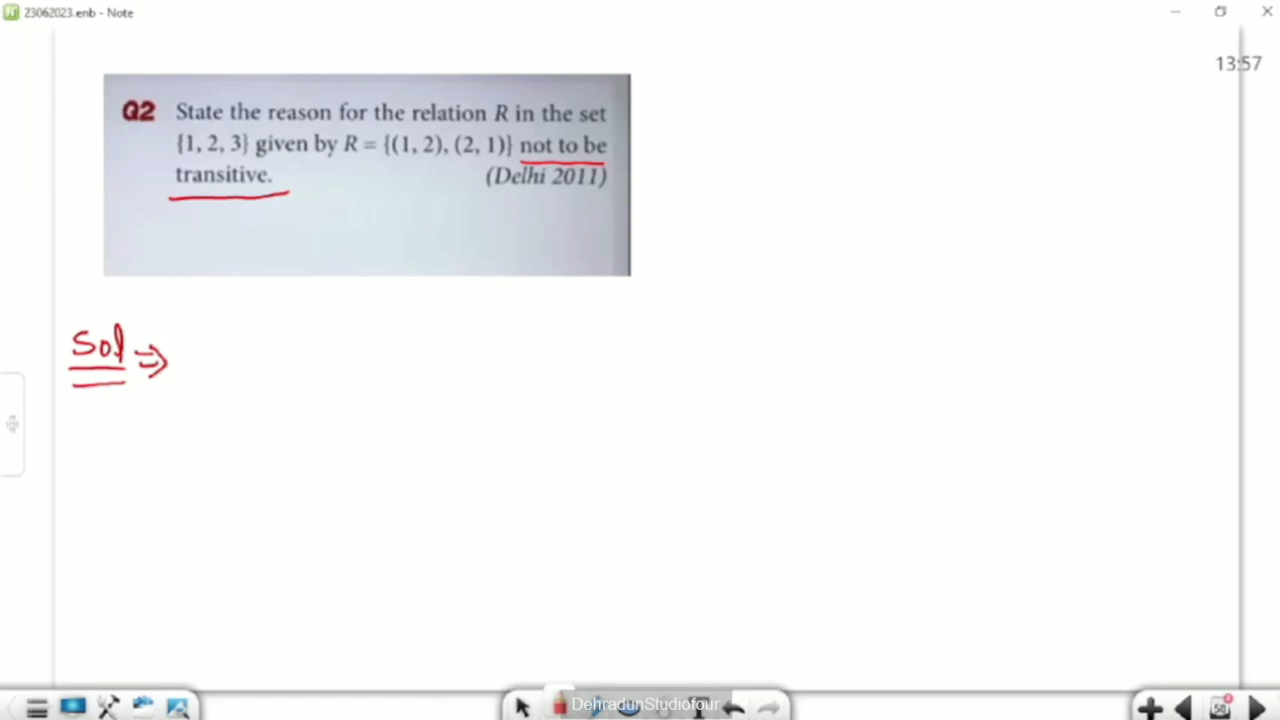 23062023.enb - Note
13:57
Q2 State the reason for the relation R in the set
{1, 2, 3} given by R = {(1, 2), (2, 1)} not to be
transitive. (Delhi 2011)
Sol ⇒
DehradunStudiofour